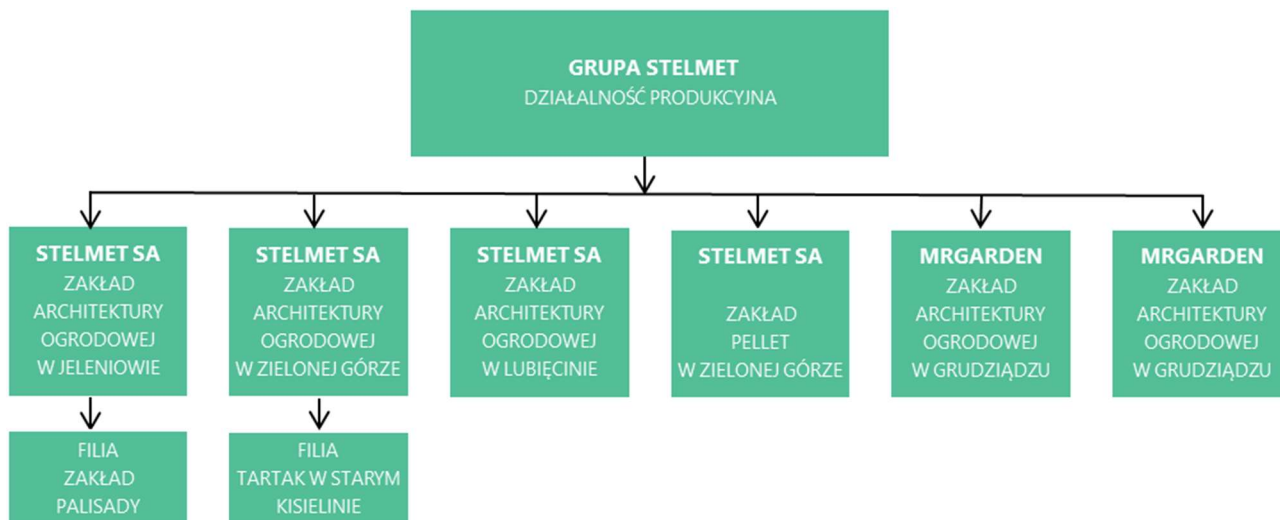 GRUPA STELMET
DZIAŁALNOŚĆ PRODUKCYJNA
STELMET SA
ZAKŁAD
ARCHITEKTURY
OGRODOWEJ
W JELENIOWIE
STELMET SA
ZAKŁAD
ARCHITEKTURY
OGRODOWEJ
W ZIELONEJ GÓRZE
STELMET SA
ZAKŁAD
ARCHITEKTURY
OGRODOWEJ
W LUBIĘCINIE
STELMET SA
ZAKŁAD
PELLET
W ZIELONEJ GÓRZE
MRGARDEN
ZAKŁAD
ARCHITEKTURY
OGRODOWEJ
W GRUDZIĄDZU
MRGARDEN
ZAKŁAD
ARCHITEKTURY
OGRODOWEJ
W GRUDZIĄDZU
FILIA
ZAKŁAD
PALISADY
FILIA
TARTAK W STARYM
KISIELINIE